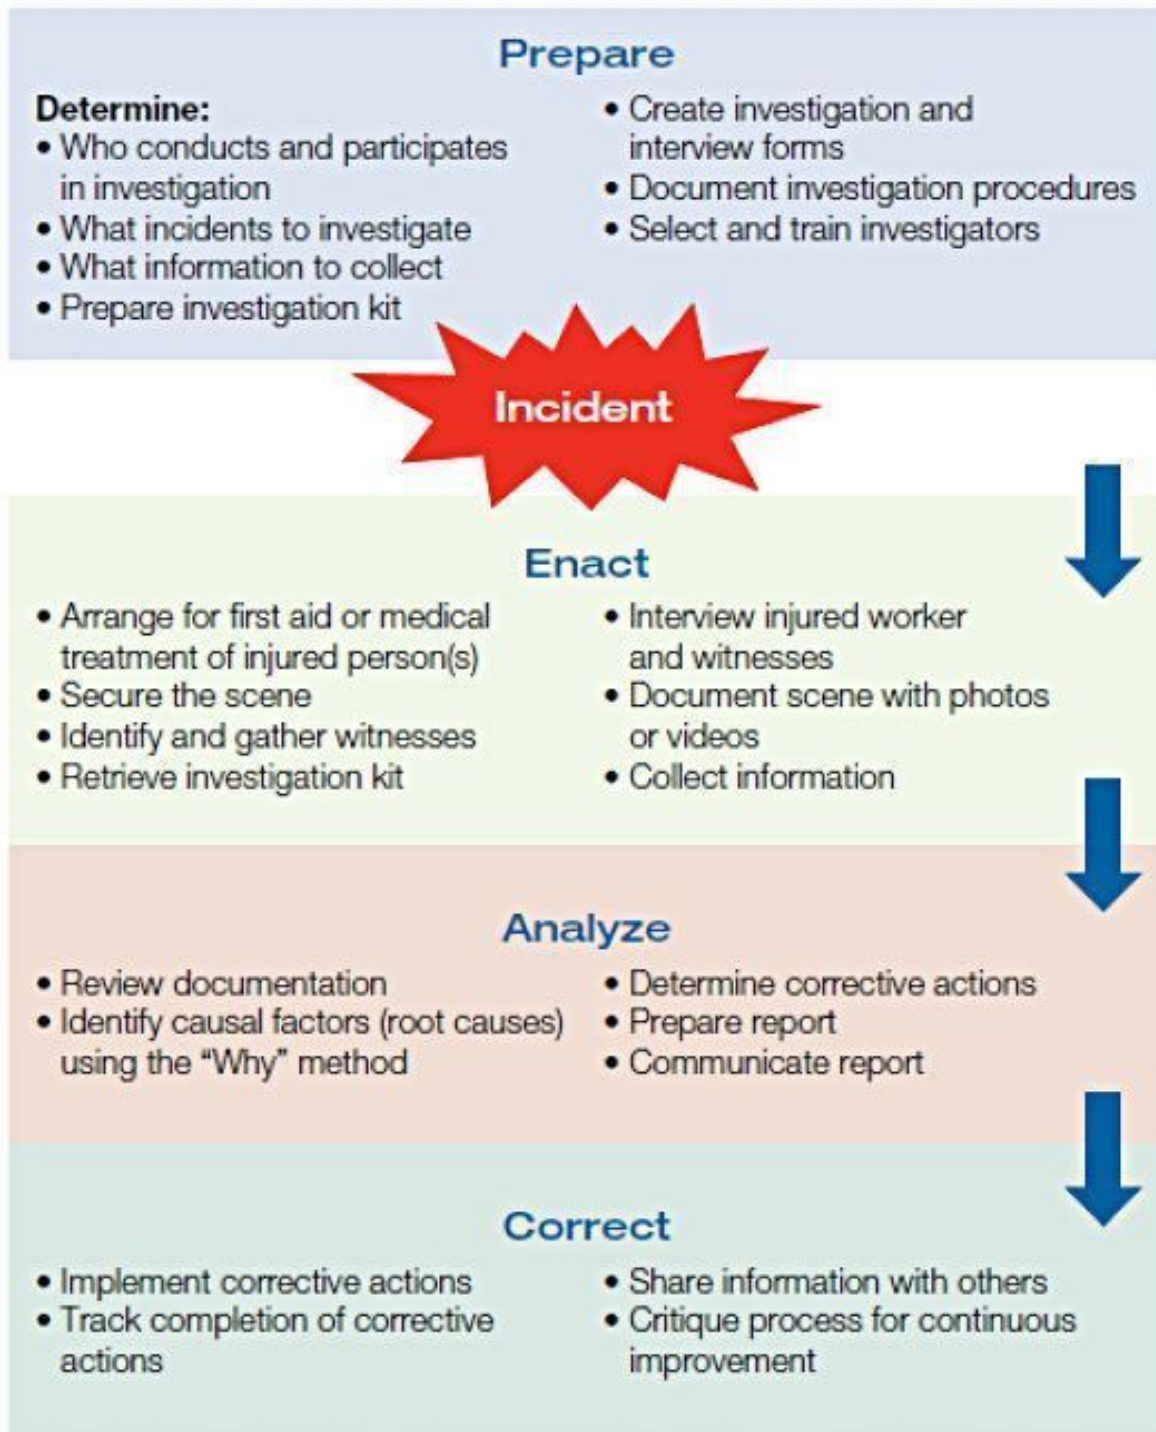 Prepare
Determine:
• Who conducts and participates
in investigation
• What incidents to investigate
• What information to collect
• Prepare investigation kit
• Create investigation and
interview forms
• Document investigation procedures
• Select and train investigators
Incident
Enact
• Arrange for first aid or medical
treatment of injured person(s)
• Secure the scene
• Identify and gather witnesses
• Retrieve investigation kit
• Interview injured worker
and witnesses
• Document scene with photos
or videos
• Collect information
Analyze
• Review documentation
• Identify causal factors (root causes)
using the “Why” method
• Determine corrective actions
• Prepare report
• Communicate report
Correct
• Implement corrective actions
• Track completion of corrective
actions
• Share information with others
• Critique process for continuous
improvement